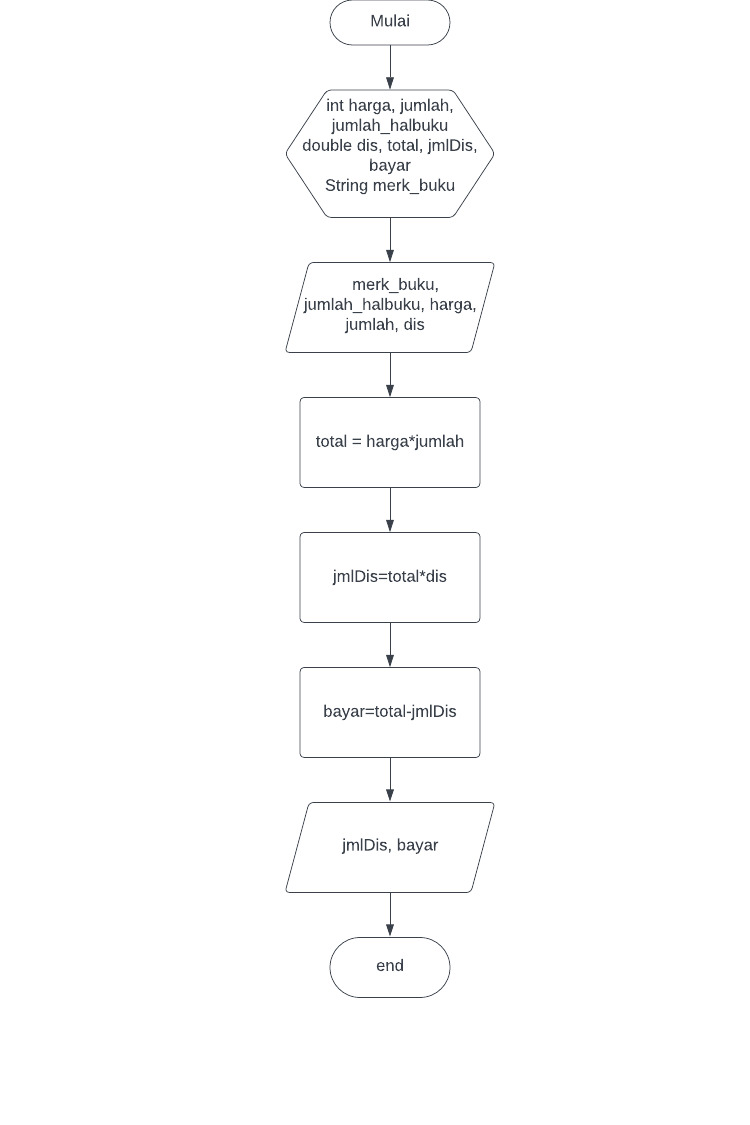 Mulai
int harga, jumlah,
jumlah_halbuku
double dis, total, jmlDis,
bayar
String merk_buku
merk_buku,
jumlah_halbuku, harga,
jumlah, dis
total = harga*jumlah
jmlDis=total*dis
bayar=total-jmlDis
jmlDis, bayar
end